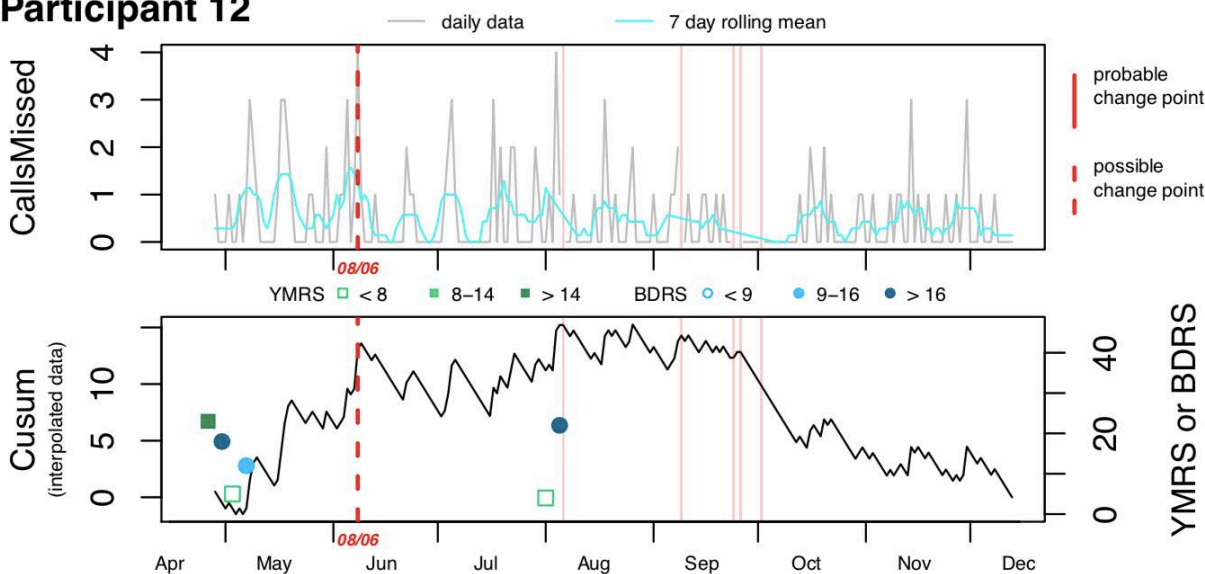 Participant 12
daily data 7 day rolling mean
CallsMissed
4
3
2
1
0
probable
change point
possible
change point
08/06
YMRS < 8 8–14 > 14 BDRS < 9 9–16 > 16
Cusum
(interpolated data)
10
5
0
40
20
0
YMRS or BDRS
08/06
Apr May Jun Jul Aug Sep Oct Nov Dec